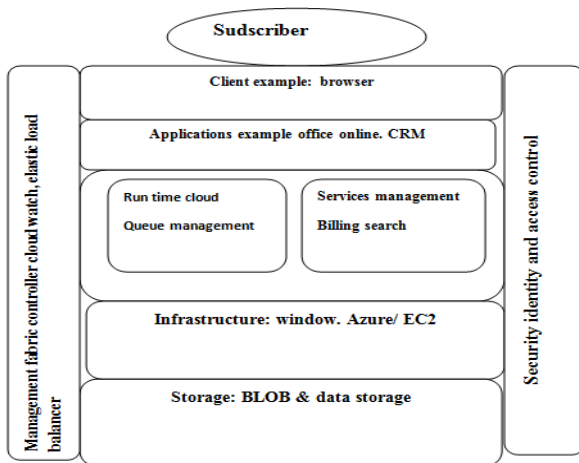 Sudscriber
Client example: browser
Applications example office online. CRM
Run time cloud
Queue management
Services management
Billing search
Infrastructure: window. Azure/ EC2
Storage: BLOB & data storage
Management fabric controller cloud watch, elastic load
balancer
Security identity and access control